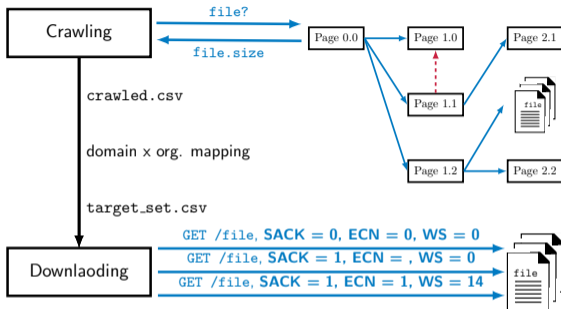 file?
Crawling
file.size
Page 0.0
Page 1.0
Page 2.1
crawled.csv
Page 1.1
file
domain x org. mapping
Page 1.2
Page 2.2
target_set.csv
GET /file, SACK = 0, ECN = 0, WS = 0
GET /file, SACK = 1, ECN = , WS = 0
Downlaoding
file
GET /file, SACK = 1, ECN = 1, WS = 14